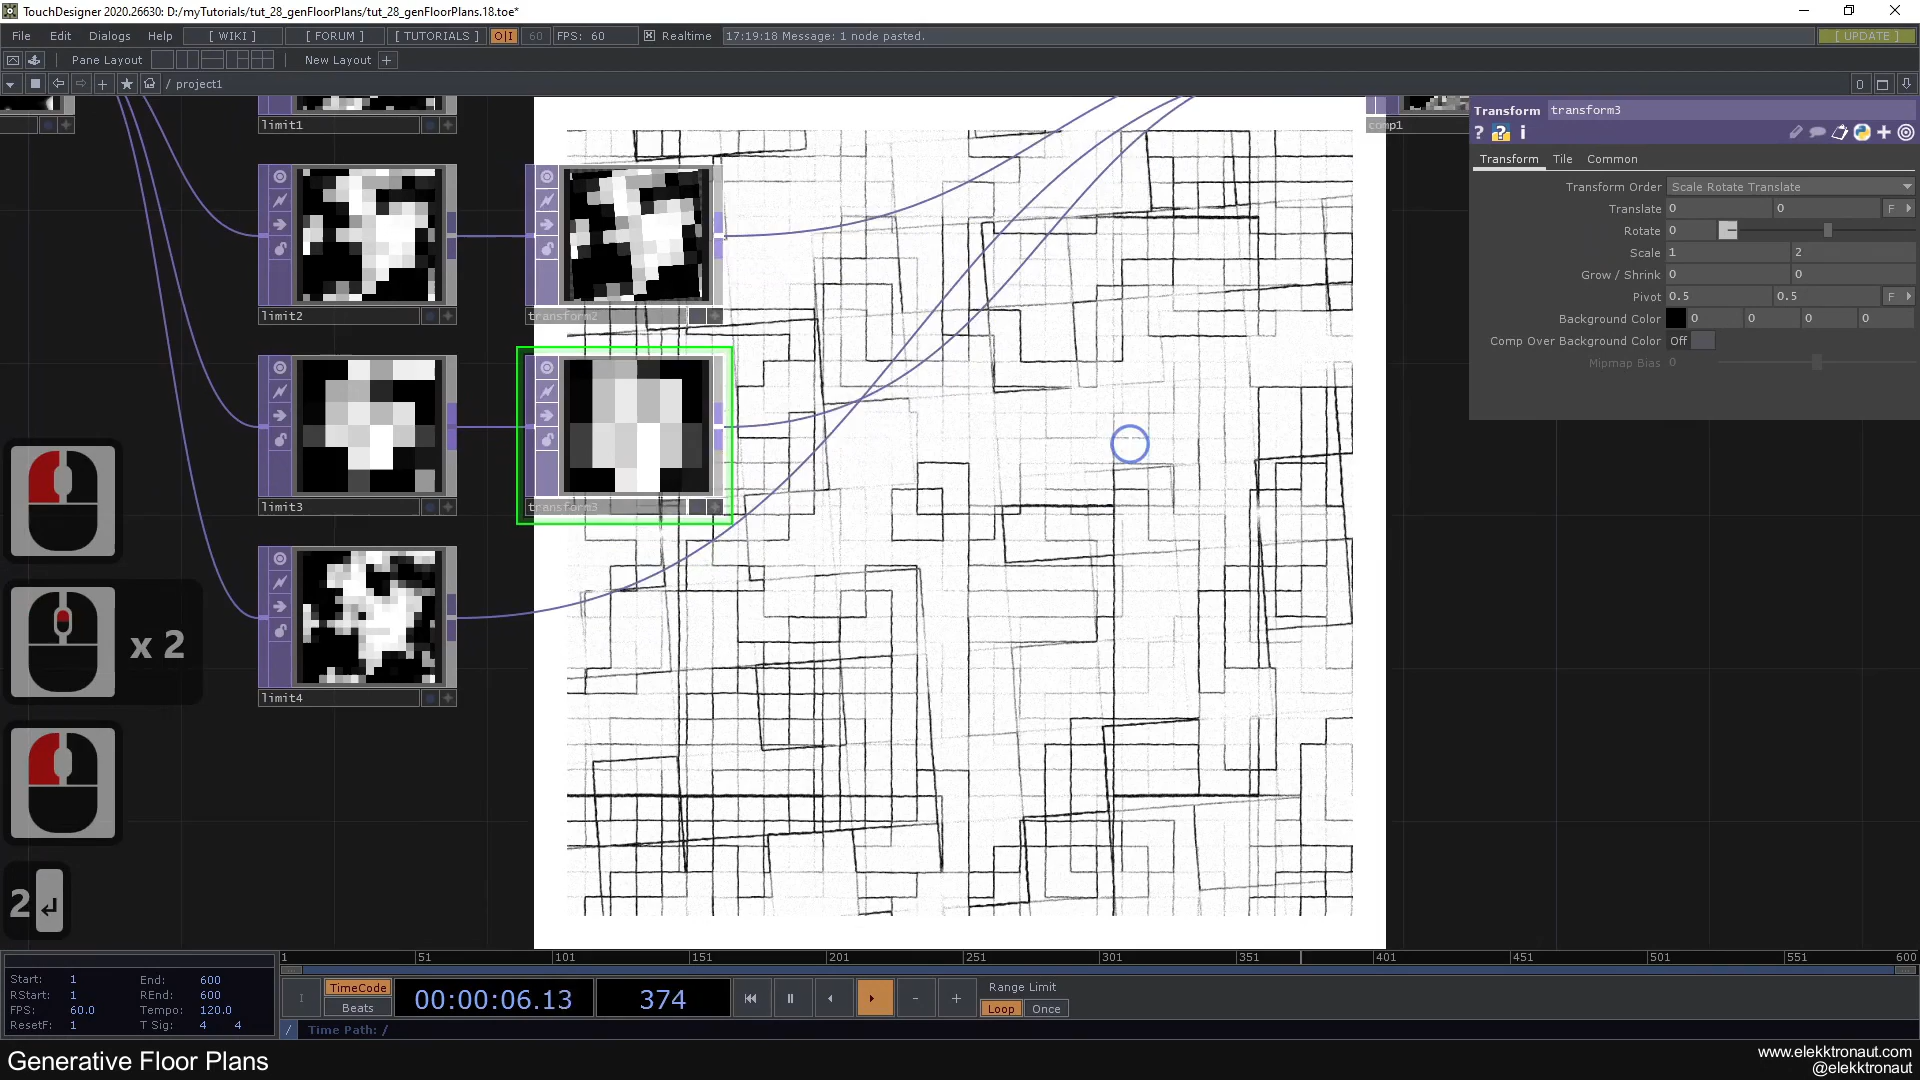 TouchDesigner 2020.26630: D:/myTutorials/tut_28_genFloorPlans/tut_28_genFloorPlans.18.toe*
File Edit Dialogs Help [ WIKI ] [ FORUM ] [ TUTORIALS ] O|I 60 FPS: 60 Realtime 17:19:18 Message: 1 node pasted. [ UPDATE ]
Pane Layout New Layout +
/ project1 0
limit1
comp1
limit2
transform2
limit3
transform3
limit4
Transform transform3
? ? i
Transform Tile Common
Transform Order Scale Rotate Translate
Translate 0 0 F
Rotate 0
Scale 1 2
Grow / Shrink 0 0
Pivot 0.5 0.5 F
Background Color 0 0 0 0
Comp Over Background Color Off
Mipmap Bias 0
x 2
2
1 51 101 151 201 251 301 351 401 451 501 551 600
Start: 1 End: 600
RStart: 1 REnd: 600
FPS: 60.0 Tempo: 120.0
ResetF: 1 T Sig: 4 4
I TimeCode
Beats
00:00:06.13 374
- +
Range Limit
Loop Once
/ Time Path: /
Generative Floor Plans
www.elekktronaut.com
@elekktronaut